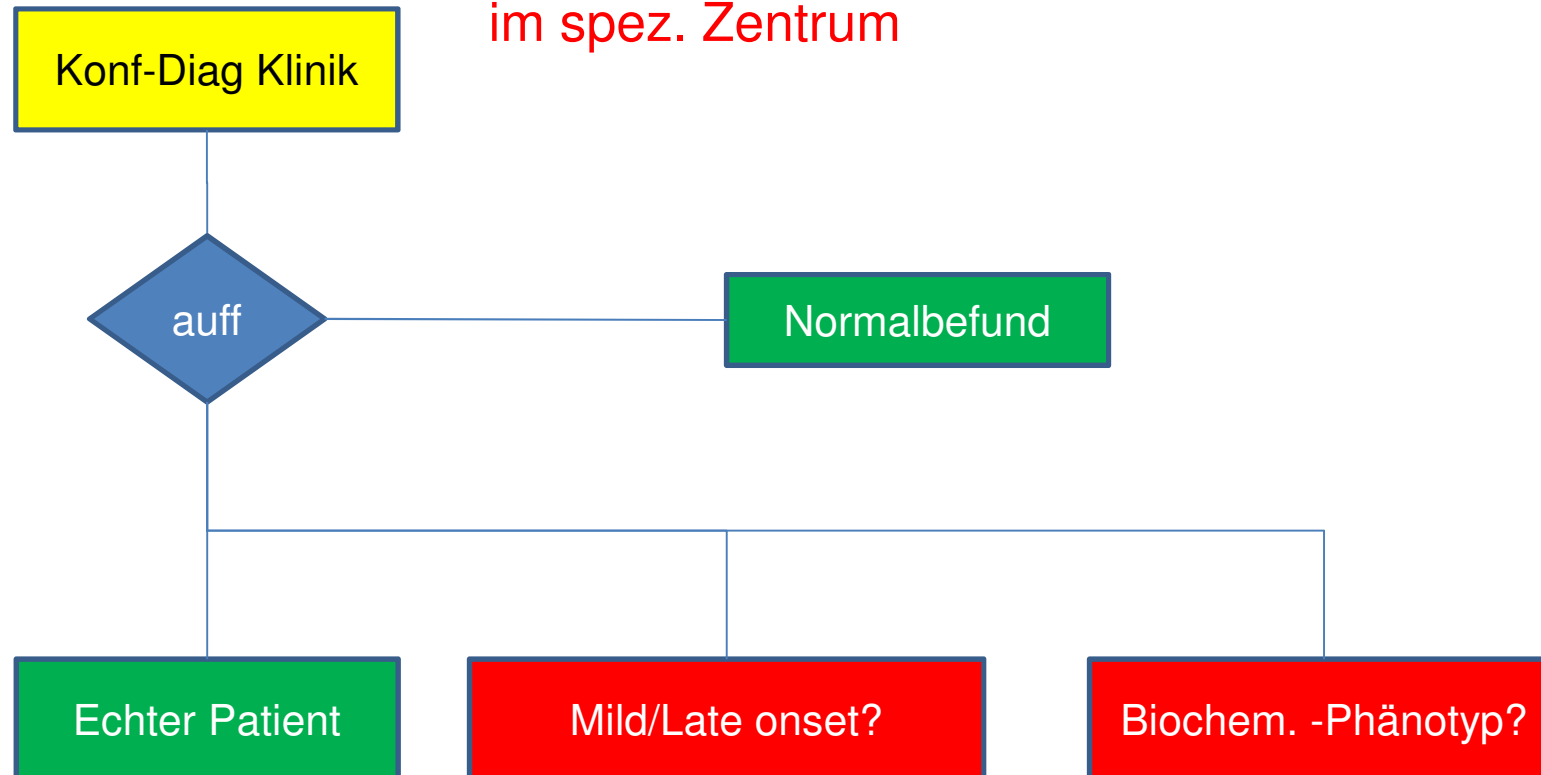 im spez. Zentrum
Konf-Diag Klinik
auff
Normalbefund
Echter Patient
Mild/Late onset?
Biochem. -Phänotyp?